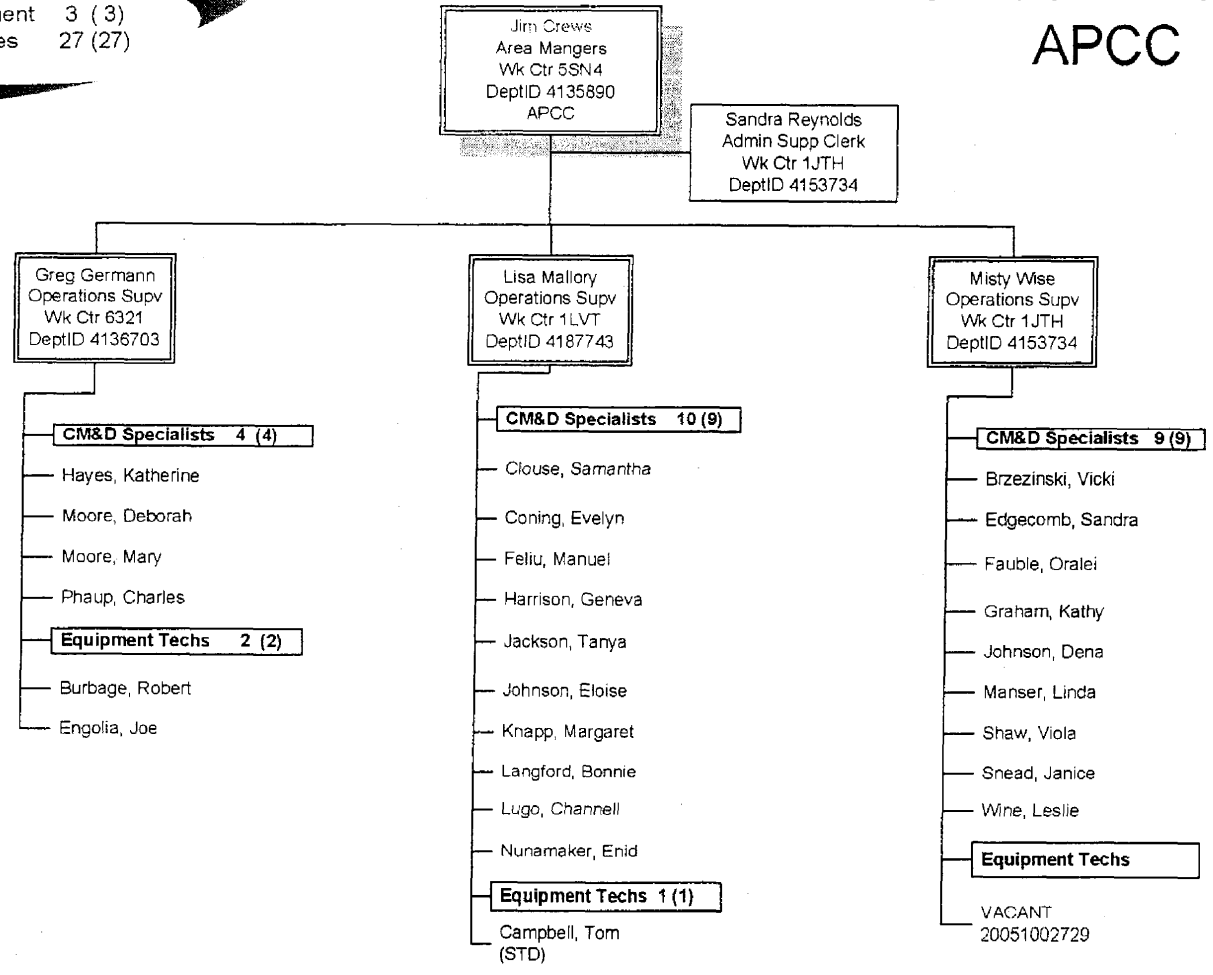 3 ( 3)
27 (27)
APCC
Jim Crews
Area Mangers
Wk Ctr 5SN4
DeptID 4135890
APCC
Sandra Reynolds
Admin Supp Clerk
Wk Ctr 1JTH
DeptID 4153734
Greg Germann
Operations Supv
Wk Ctr 6321
DeptID 4136703
CM&D Specialists 4 (4)
Hayes, Katherine
Moore, Deborah
Moore, Mary
Phaup, Charles
Equipment Techs 2 (2)
Burbage, Robert
Engolia, Joe
Lisa Mallory
Operations Supv
Wk Ctr 1LVT
DeptID 4187743
CM&D Specialists 10 (9)
Clouse, Samantha
Coning, Evelyn
Feliu, Manuel
Harrison, Geneva
Jackson, Tanya
Johnson, Eloise
Knapp, Margaret
Langford, Bonnie
Lugo, Channell
Nunamaker, Enid
Equipment Techs 1 (1)
Campbell, Tom
(STD)
Misty Wise
Operations Supv
Wk Ctr 1JTH
DeptID 4153734
CM&D Specialists 9 (9)
Brzezinski, Vicki
Edgecomb, Sandra
Fauble, Oralei
Graham, Kathy
Johnson, Dena
Manser, Linda
Shaw, Viola
Snead, Janice
Wine, Leslie
Equipment Techs
VACANT
20051002729